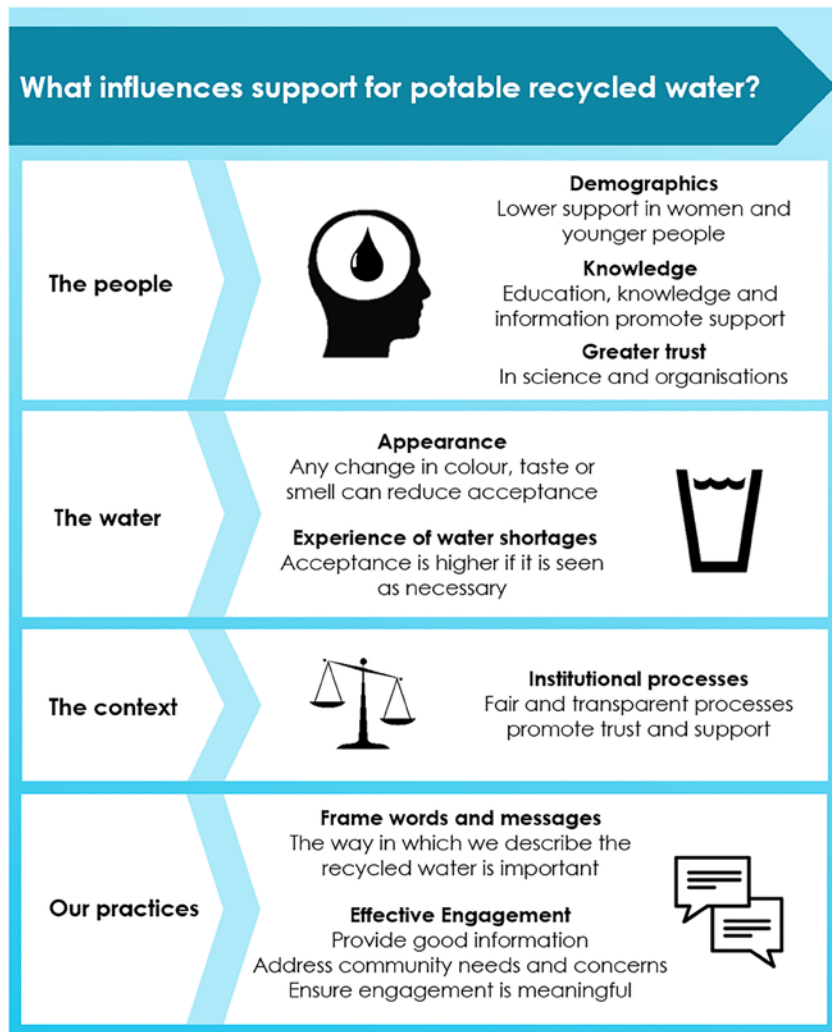 What influences support for potable recycled water?
The people
Demographics
Lower support in women and
younger people
Knowledge
Education, knowledge and
information promote support
Greater trust
In science and organisations
The water
Appearance
Any change in colour, taste or
smell can reduce acceptance
Experience of water shortages
Acceptance is higher if it is seen
as necessary
The context
Institutional processes
Fair and transparent processes
promote trust and support
Our practices
Frame words and messages
The way in which we describe the
recycled water is important
Effective Engagement
Provide good information
Address community needs and concerns
Ensure engagement is meaningful